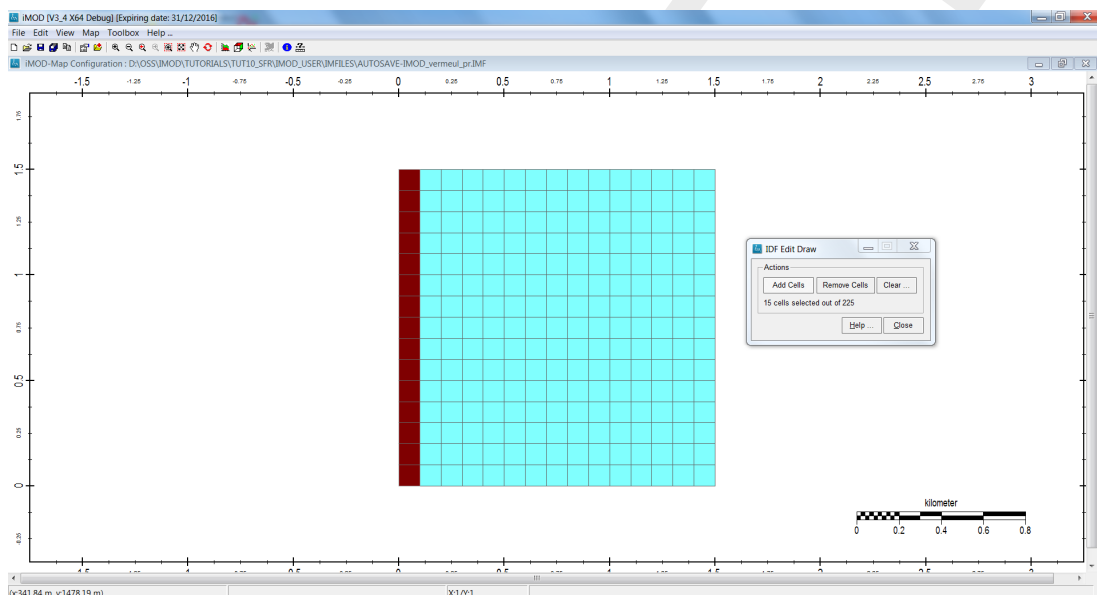 iMOD [V3_4 X64 Debug] [Expiring date: 31/12/2016]
File Edit View Map Toolbox Help ..
iMOD-Map Configuration : D:\OSS\IMOD\TUTORIALS\TUT10_SFR\IMOD_USER\IMFILES\AUTOSAVE-IMOD_vermeul_pr.IMF
-1.5 -1.25 -1 -0.75 -0.5 -0.25 0 0.25 0.5 0.75 1 1.25 1.5 1.75 2 2.25 2.5 2.75 3
1.75
1.5
1.25
1
0.75
0.5
0.25
0
-0.25
IDF Edit Draw
Actions
Add Cells Remove Cells Clear ...
15 cells selected out of 225
Help ... Close
kilometer
0 0.2 0.4 0.6 0.8
(x:341.84 m, y:1478.19 m) X:1/Y:1